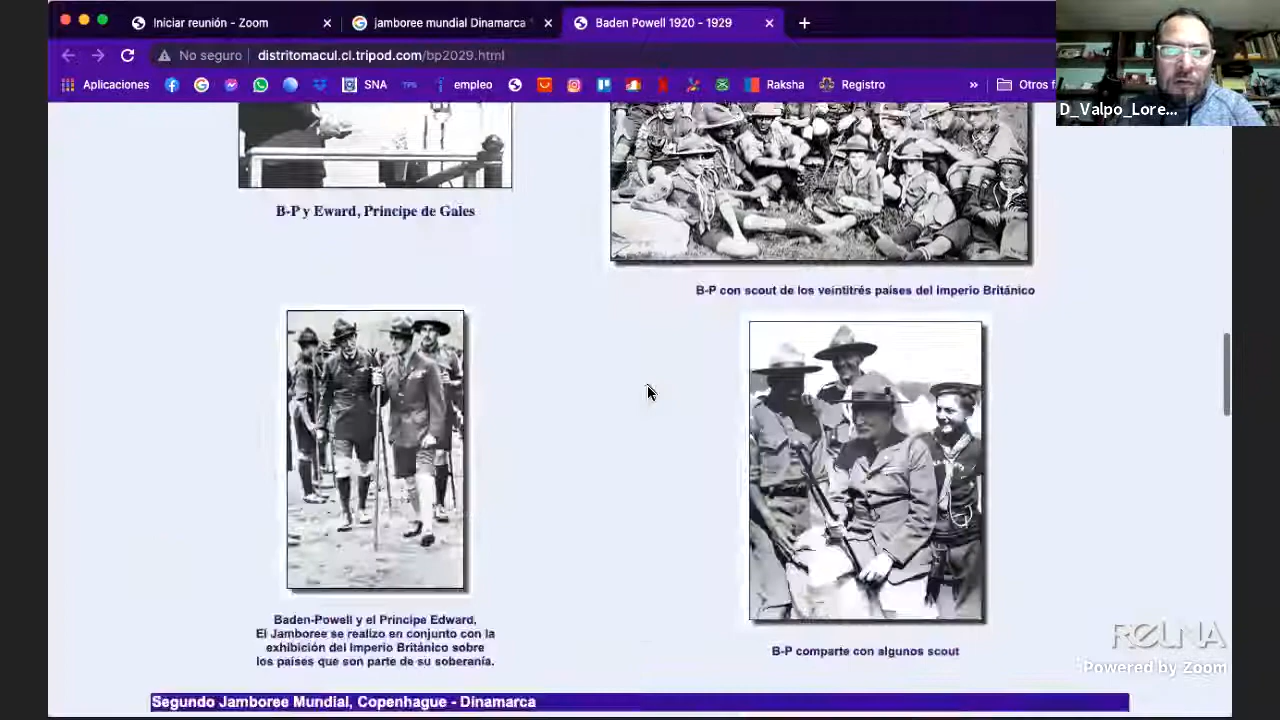 Iniciar reunión - Zoom
jamboree mundial Dinamarca
Baden Powell 1920 - 1929
No seguro
distritomacul.cl.tripod.com/bp2029.html
Aplicaciones
SNA
TPS
empleo
Raksha
Registro
»
Otros f
D_Valpo_Lore...
B-P y Eward, Principe de Gales
B-P con scout de los veintitrés países del imperio Británico
Baden-Powell y el Principe Edward,
El Jamboree se realizo en conjunto con la
exhibición del Imperio Británico sobre
los países que son parte de su soberanía.
B-P comparte con algunos scout
REUNA
Powered by Zoom
Segundo Jamboree Mundial, Copenhague - Dinamarca